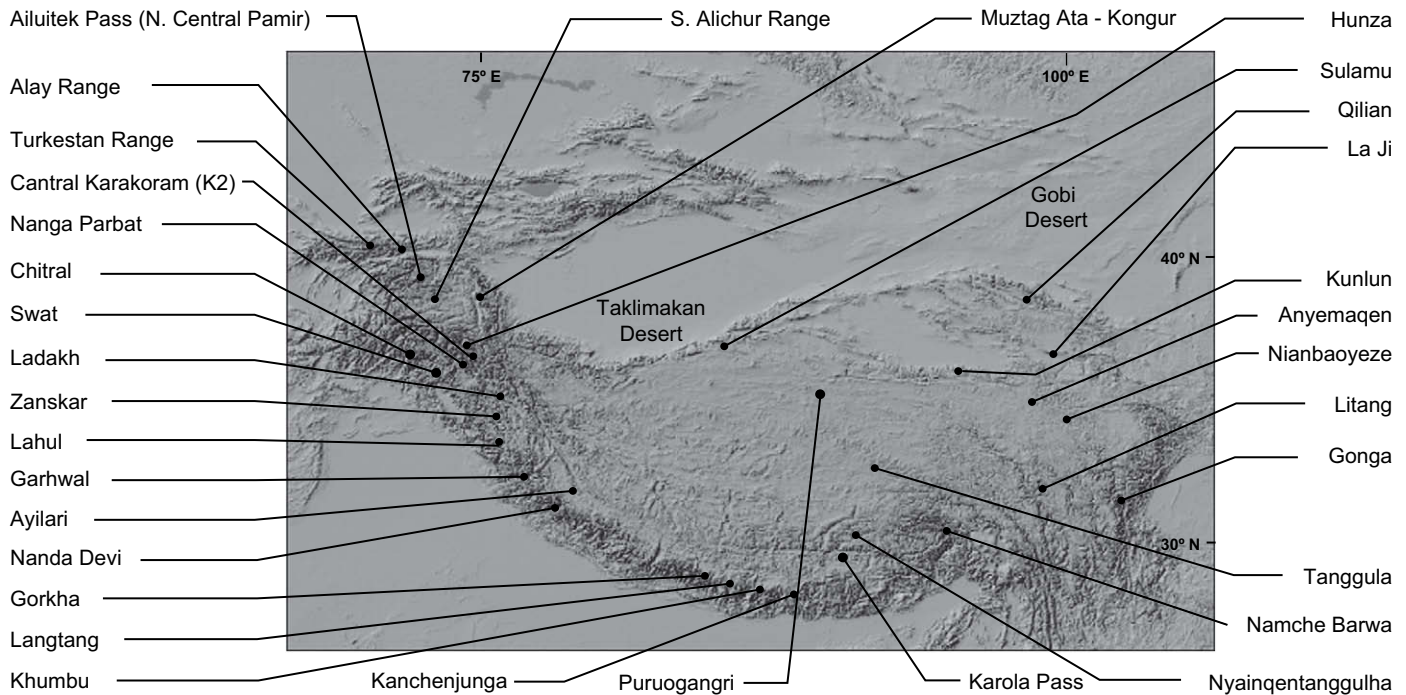 Ailuitek Pass (N. Central Pamir)
S. Alichur Range
Muztag Ata - Kongur
Hunza
75º E
100º E
Sulamu
Alay Range
Qilian
Turkestan Range
La Ji
Cantral Karakoram (K2)
Gobi
Desert
Nanga Parbat
40º N
Chitral
Kunlun
Taklimakan
Desert
Swat
Anyemaqen
Ladakh
Nianbaoyeze
Zanskar
Litang
Lahul
Gonga
Garhwal
Ayilari
30º N
Nanda Devi
Tanggula
Gorkha
Namche Barwa
Langtang
Khumbu
Kanchenjunga
Puruogangri
Karola Pass
Nyainqentanggulha